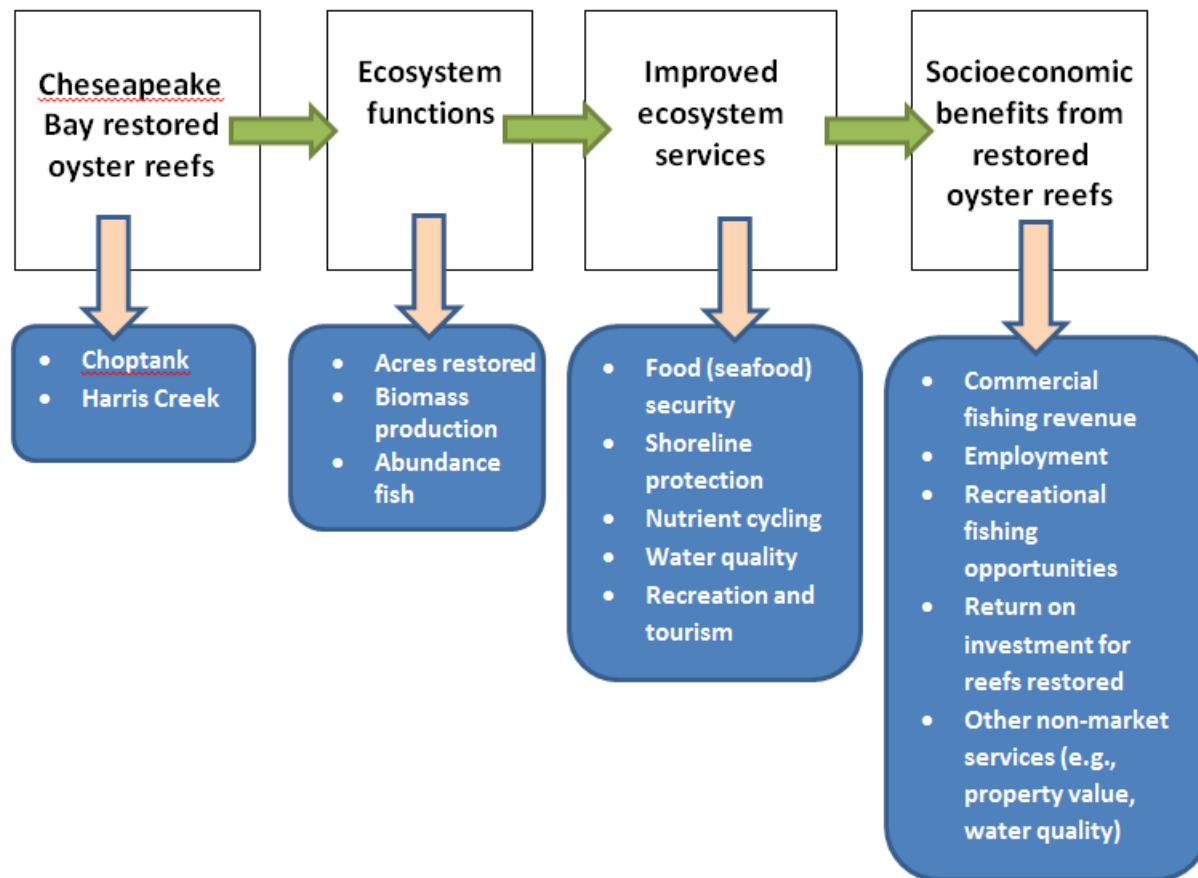 Cheseapeake
Bay restored
oyster reefs
Ecosystem
functions
Improved
ecosystem
services
Socioeconomic
benefits from
restored
oyster reefs
• Choptank
• Harris Creek
• Acres restored
• Biomass
production
• Abundance
fish
• Food (seafood)
security
• Shoreline
protection
• Nutrient cycling
• Water quality
• Recreation and
tourism
• Commercial
fishing revenue
• Employment
• Recreational
fishing
opportunities
• Return on
investment for
reefs restored
• Other non-market
services (e.g.,
property value,
water quality)